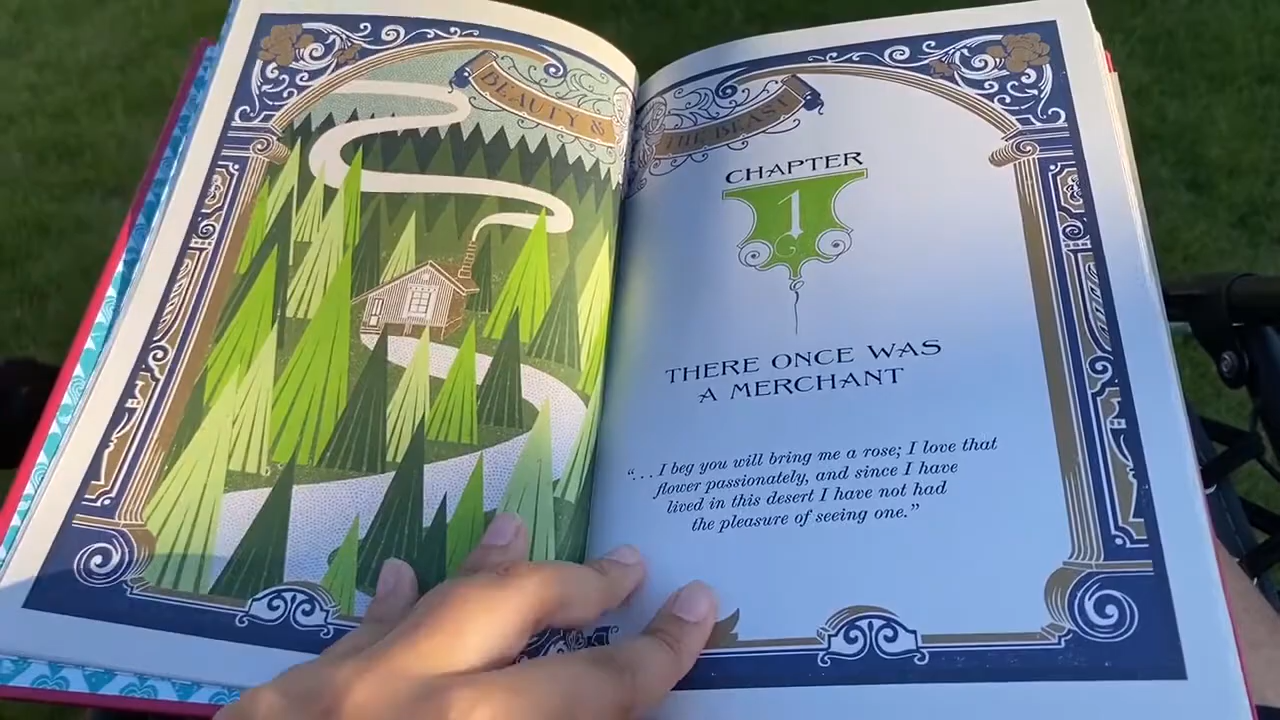 BEAUTY &
THE BEAST
CHAPTER
1
THERE ONCE WAS
A MERCHANT
“. . . I beg you will bring me a rose; I love that
flower passionately, and since I have
lived in this desert I have not had
the pleasure of seeing one.”